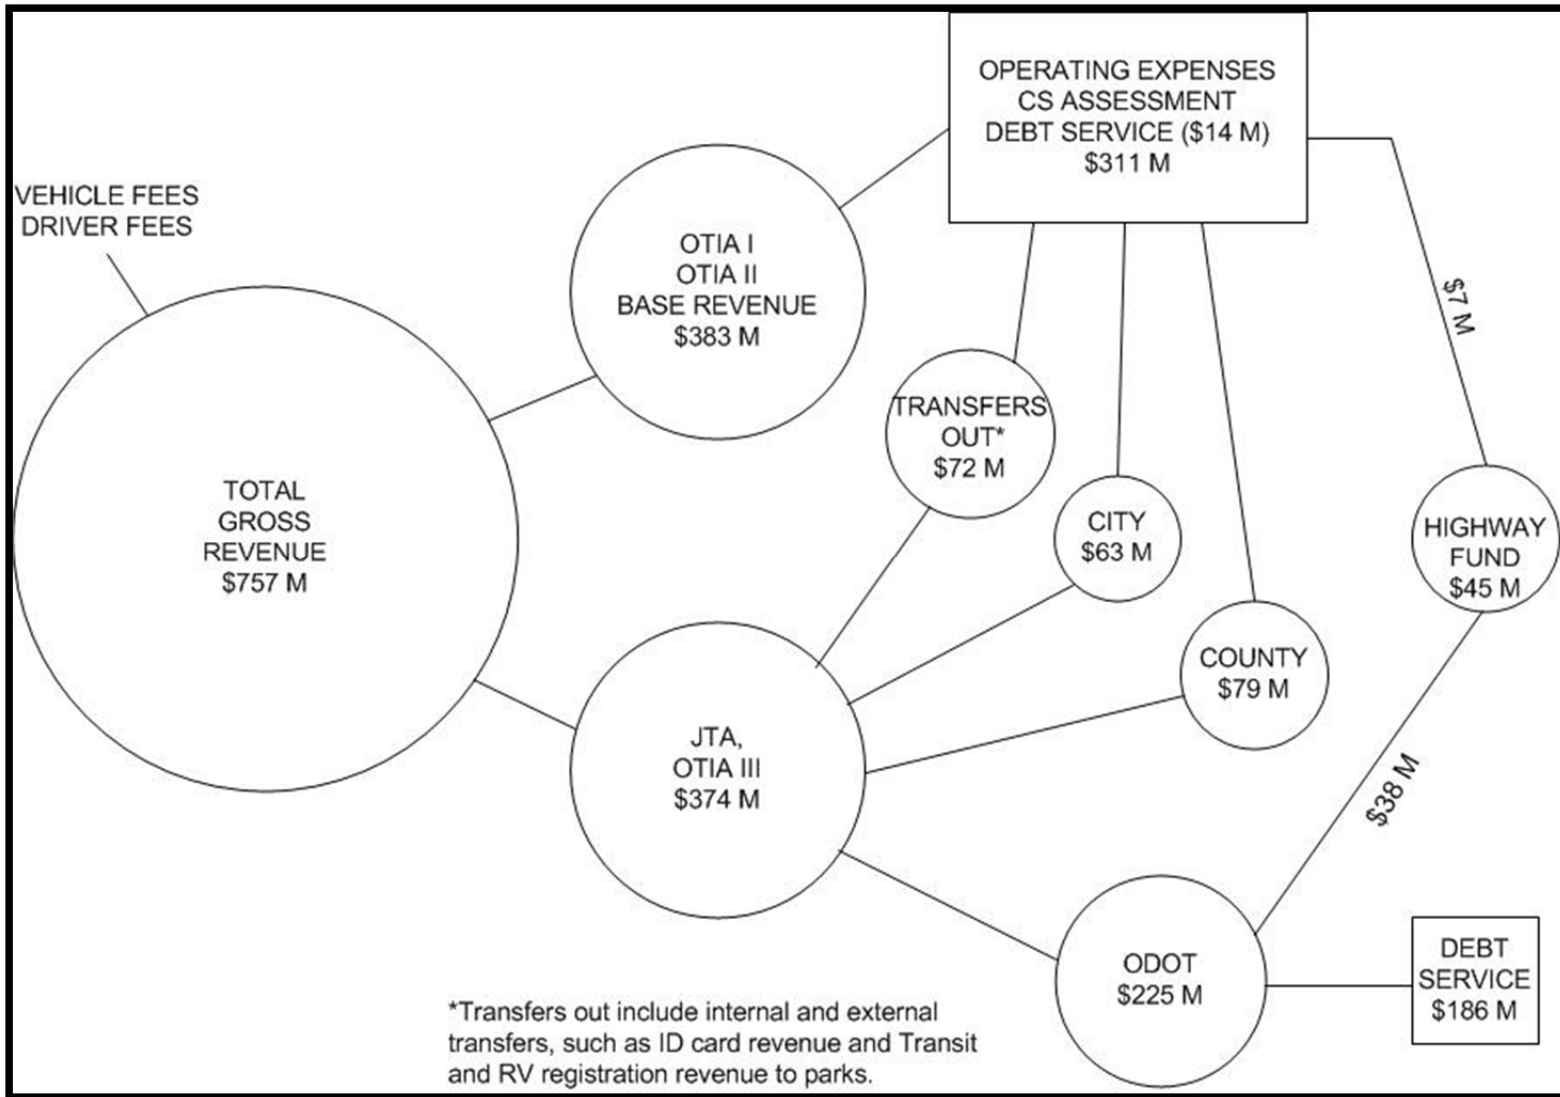 VEHICLE FEES
DRIVER FEES
TOTAL
GROSS
REVENUE
$757 M
OTIA I
OTIA II
BASE REVENUE
$383 M
JTA,
OTIA III
$374 M
OPERATING EXPENSES
CS ASSESSMENT
DEBT SERVICE ($14 M)
$311 M
TRANSFERS
OUT*
$72 M
CITY
$63 M
COUNTY
$79 M
$7 M
HIGHWAY
FUND
$45 M
$38 M
ODOT
$225 M
DEBT
SERVICE
$186 M
*Transfers out include internal and external
transfers, such as ID card revenue and Transit
and RV registration revenue to parks.